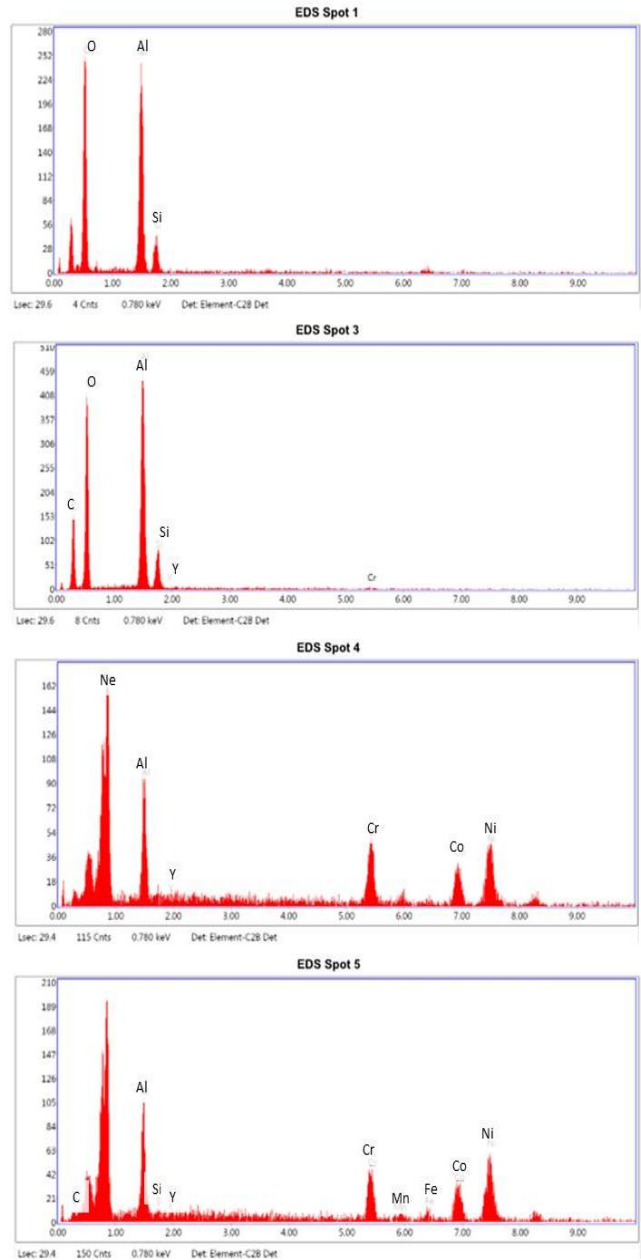 EDS Spot 1
280
252
224
196
168
140
112
84
56
28
0
O
Al
Si
0.00 1.00 2.00 3.00 4.00 5.00 6.00 7.00 8.00 9.00
Lsec: 29.6 4 Cnts 0.780 keV Det: Element-C2B Det
EDS Spot 3
510
459
408
357
306
255
204
153
102
51
0
C
O
Al
Si
Y
Cr
0.00 1.00 2.00 3.00 4.00 5.00 6.00 7.00 8.00 9.00
Lsec: 29.6 8 Cnts 0.780 keV Det: Element-C2B Det
EDS Spot 4
162
144
126
108
90
72
54
36
18
0
Ne
Al
Y
Cr
Co
Ni
0.00 1.00 2.00 3.00 4.00 5.00 6.00 7.00 8.00 9.00
Lsec: 29.4 115 Cnts 0.780 keV Det: Element-C2B Det
EDS Spot 5
210
189
168
147
126
105
84
63
42
21
0
C
Al
Si
Y
Cr
Mn
Fe
Co
Ni
0.00 1.00 2.00 3.00 4.00 5.00 6.00 7.00 8.00 9.00
Lsec: 29.4 150 Cnts 0.780 keV Det: Element-C2B Det